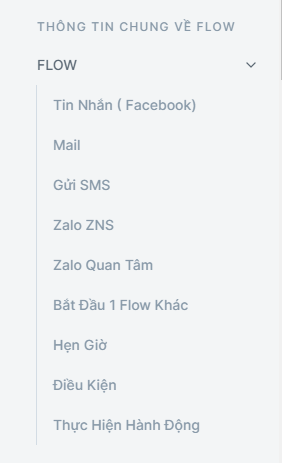 THÔNG TIN CHUNG VỀ FLOW
FLOW
Tin Nhắn ( Facebook)
Mail
Gửi SMS
Zalo ZNS
Zalo Quan Tâm
Bắt Đầu 1 Flow Khác
Hẹn Giờ
Điều Kiện
Thực Hiện Hành Động